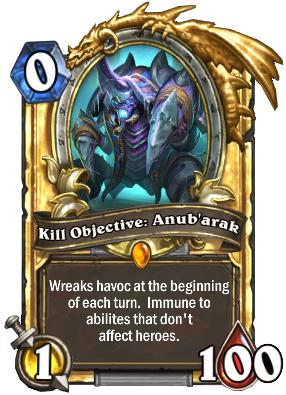 0
Kill Objective: Anub'arak
Wreaks havoc at the beginning
of each turn. Immune to
abilites that don't
affect heroes.
1
100